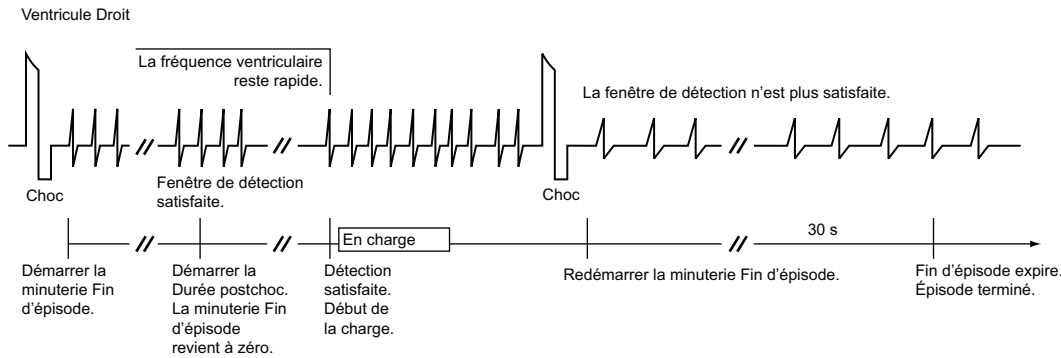 Ventricule Droit
La fréquence ventriculaire
reste rapide.
La fenêtre de détection n'est plus satisfaite.
Choc
Fenêtre de détection
satisfaite.
Choc
En charge
30 s
Démarrer la
minuterie Fin
d'épisode.
Démarrer la
Durée postchoc.
La minuterie Fin
d'épisode
revient à zéro.
Détection
satisfaite.
Début de
la charge.
Redémarrer la minuterie Fin d'épisode.
Fin d'épisode expire.
Épisode terminé.